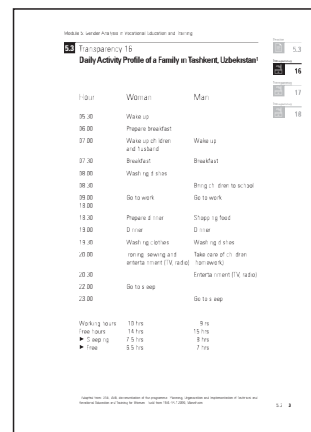 Module 5: Gender Analysis in Vocational Education and Training
5.3 Transparency 16
Daily Activity Profile of a Family in Tashkent, Uzbekistan¹
5.3
16
17
18
Hour Woman Man
05.30 Wake up
06.00 Prepare breakfast
07.00 Wake up children Wake up
and husband
07.30 Breakfast Breakfast
08.00 Washing dishes
08.30 Bring children to school
09.00 Go to work Go to work
18.00
18.30 Prepare dinner Shopping food
19.00 Dinner Dinner
19.30 Washing clothes Washing dishes
20.00 Ironing, sewing and Take care of children
entertainment (TV, radio) (homework)
20.30 Entertainment (TV, radio)
22.00 Go to sleep
23.00 Go to sleep
Working hours 10 hrs 9 hrs
Free hours 14 hrs 15 hrs
► Sleeping 7.5 hrs 8 hrs
► Free 6.5 hrs 7 hrs
5.3 3